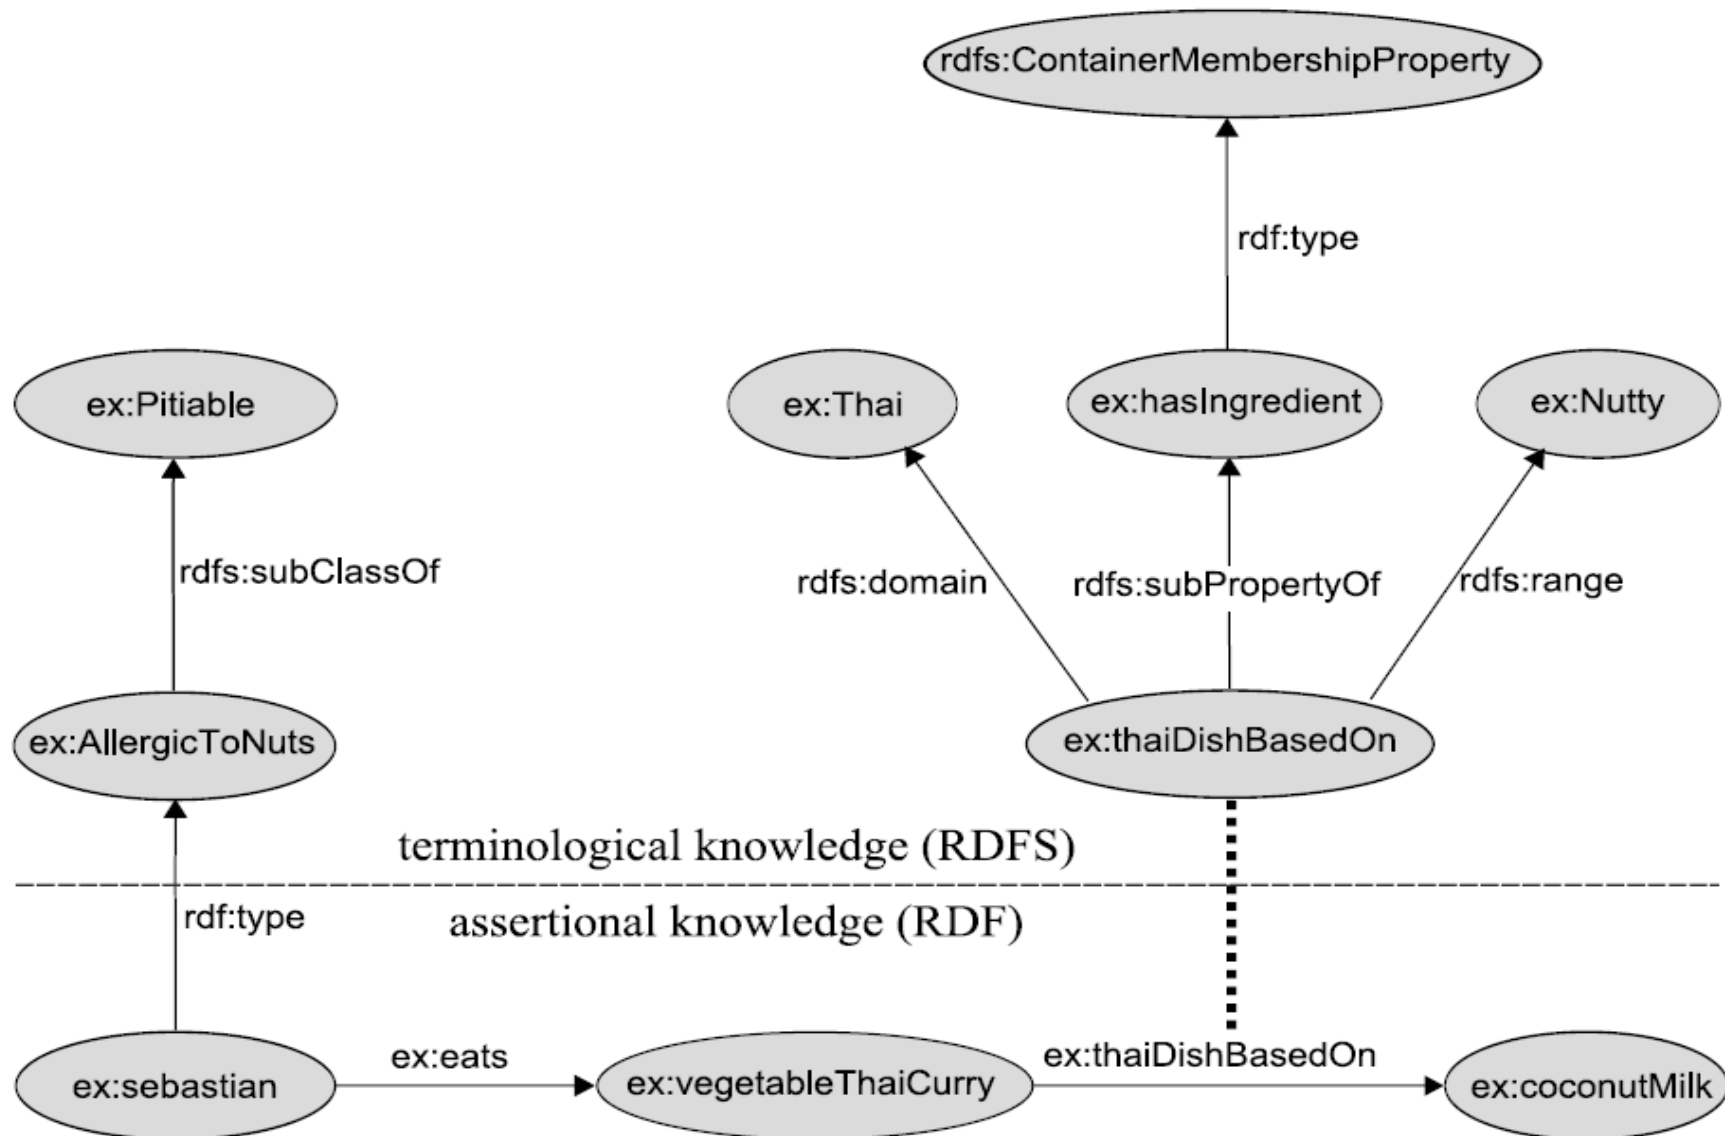 rdfs:ContainerMembershipProperty
rdf:type
ex:Pitiable
ex:Thai
ex:hasIngredient
ex:Nutty
rdfs:subClassOf
rdfs:domain
rdfs:subPropertyOf
rdfs:range
ex:AllergicToNuts
ex:thaiDishBasedOn
terminological knowledge (RDFS)
rdf:type
assertional knowledge (RDF)
ex:sebastian
ex:eats
ex:vegetableThaiCurry
ex:thaiDishBasedOn
ex:coconutMilk